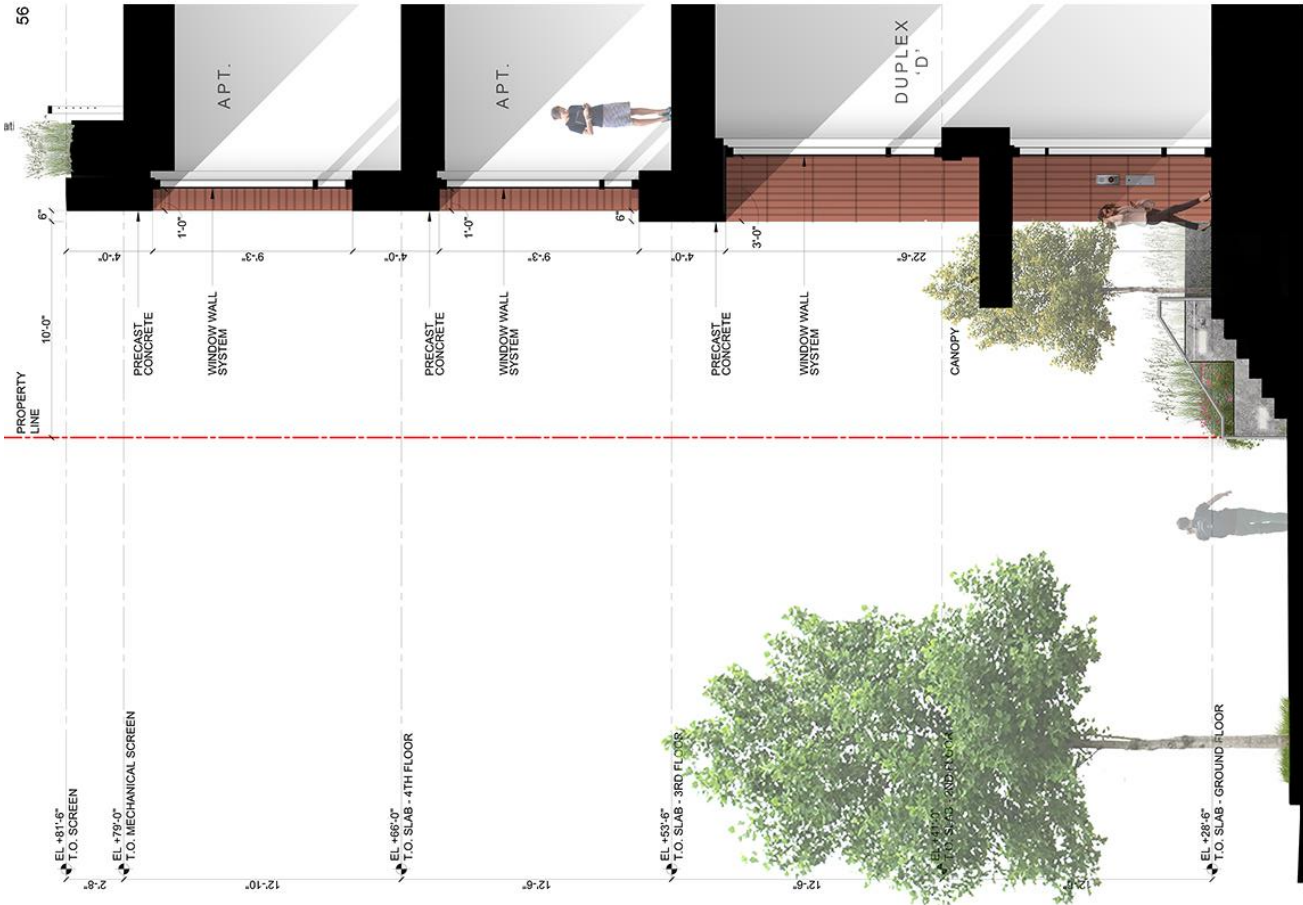 56
PROPERTY
LINE
10'-0"
6"
EL +81'-6"
T.O. SCREEN
2'-8"
EL +79'-0"
T.O. MECHANICAL SCREEN
4'-0"
PRECAST
CONCRETE
1'-0"
APT.
WINDOW WALL
SYSTEM
9'-3"
12'-10"
EL +66'-0"
T.O. SLAB - 4TH FLOOR
4'-0"
PRECAST
CONCRETE
1'-0"
APT.
WINDOW WALL
SYSTEM
9'-3"
6"
12'-6"
EL +53'-6"
T.O. SLAB - 3RD FLOOR
4'-0"
PRECAST
CONCRETE
3'-0"
WINDOW WALL
SYSTEM
DUPLEX
'D'
22'-6"
12'-6"
CANOPY
EL +41'-0"
T.O. SLAB - 2ND FLOOR
EL +28'-6"
T.O. SLAB - GROUND FLOOR